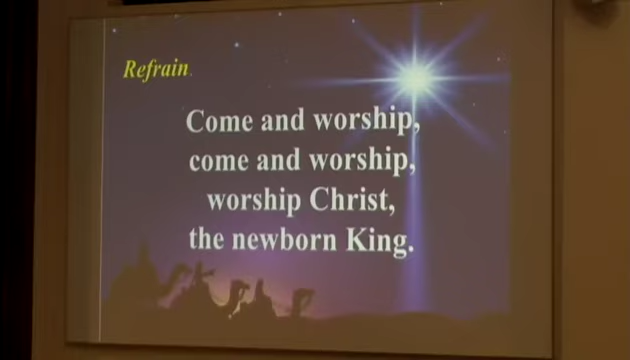 Refrain
Come and worship,
come and worship,
worship Christ,
the newborn King.